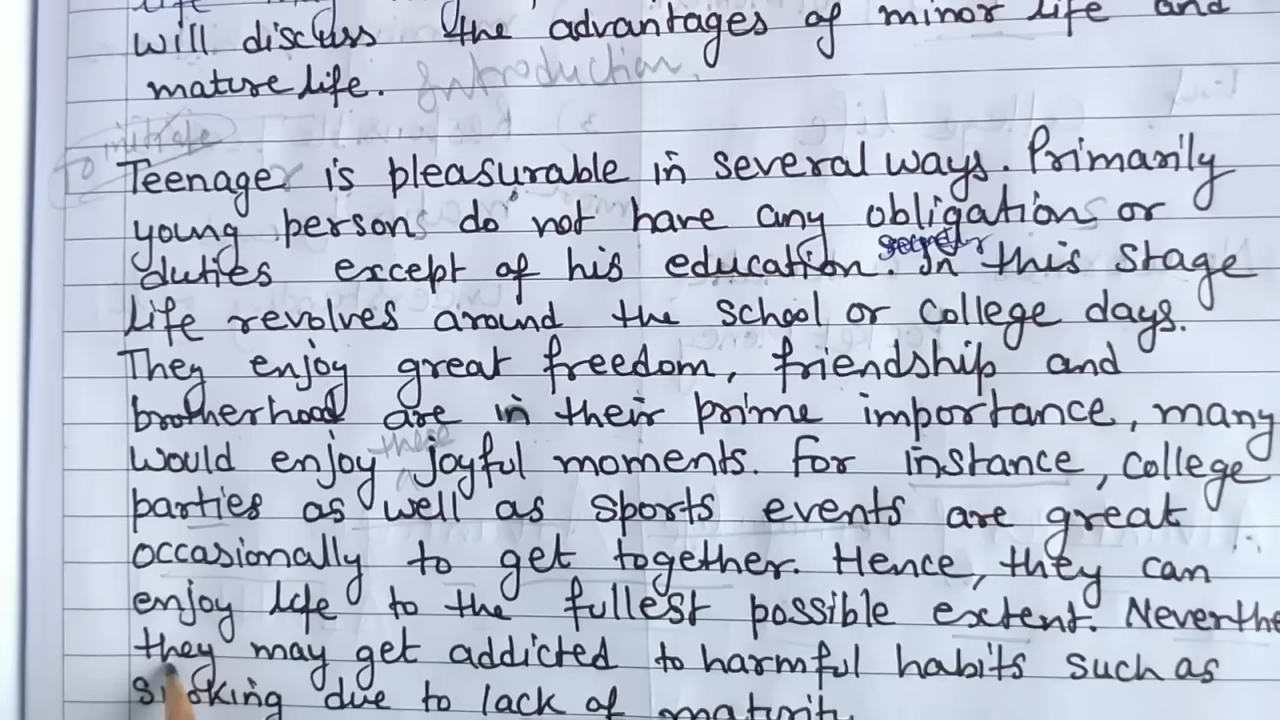 life
will discuss the advantages of minor life and
mature life. Introduction.
Teenage is pleasurable in several ways. Primarily
young persons do not have any obligations or
duties except of his education. In this stage
life revolves around the school or college days.
They enjoy great freedom, friendship and
brotherhood are in their prime importance, many
would enjoy these joyful moments. For instance, college
parties as well as sports events are great
occasionally to get together. Hence, they can
enjoy life to the fullest possible extent. Neverthe
they may get addicted to harmful habits such as
smoking due to lack of maturity